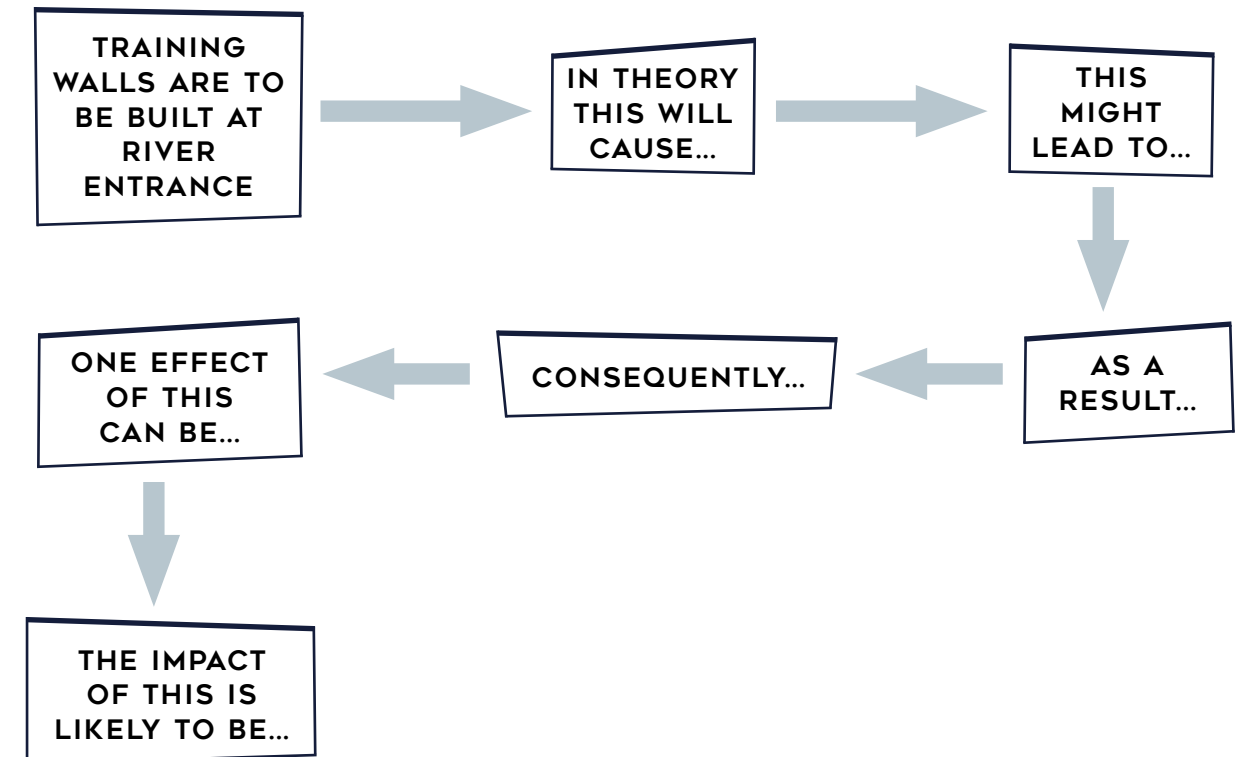 TRAINING
WALLS ARE TO
BE BUILT AT
RIVER
ENTRANCE
IN THEORY
THIS WILL
CAUSE...
THIS
MIGHT
LEAD TO...
AS A
RESULT...
CONSEQUENTLY...
ONE EFFECT
OF THIS
CAN BE...
THE IMPACT
OF THIS IS
LIKELY TO BE...